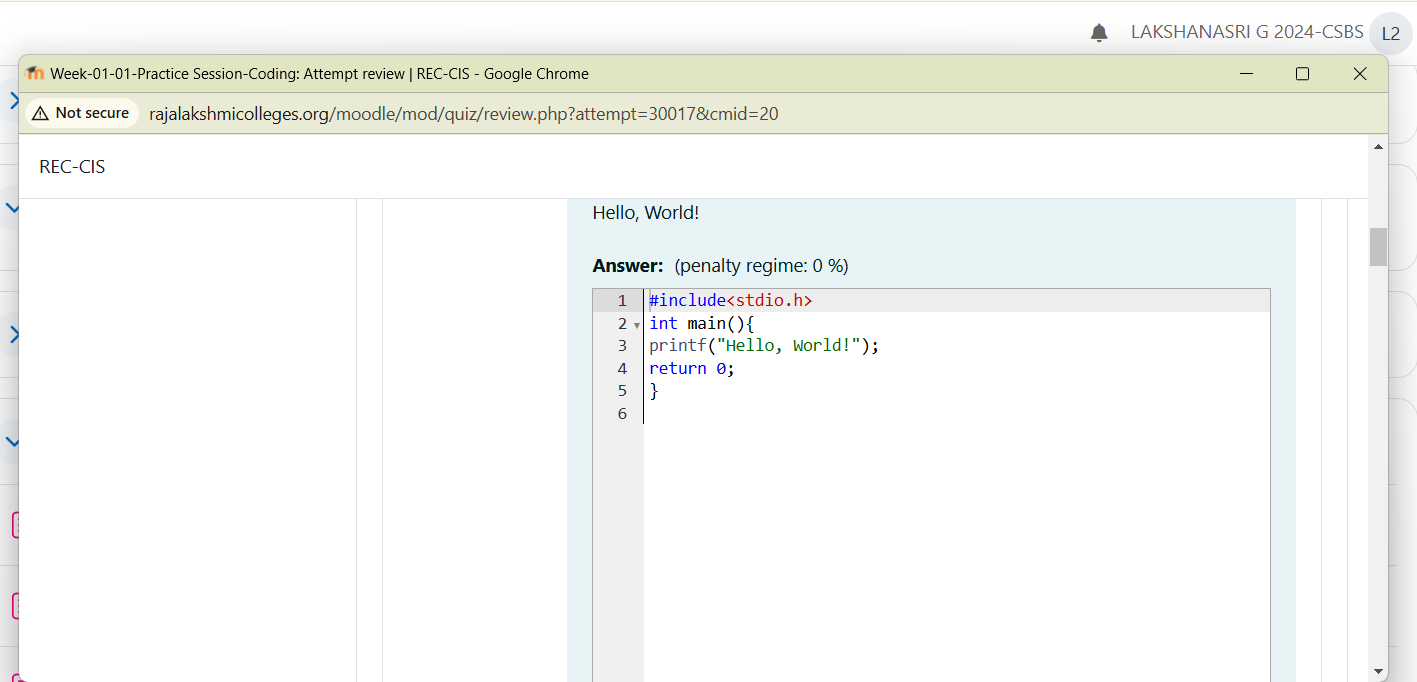 LAKSHANASRI G 2024-CSBS L2
Week-01-01-Practice Session-Coding: Attempt review | REC-CIS - Google Chrome
Not secure rajalakshmicolleges.org/moodle/mod/quiz/review.php?attempt=30017&cmid=20
REC-CIS
Hello, World!
Answer: (penalty regime: 0 %)
1 #include<stdio.h>
2 int main(){
3 printf("Hello, World!");
4 return 0;
5 }
6